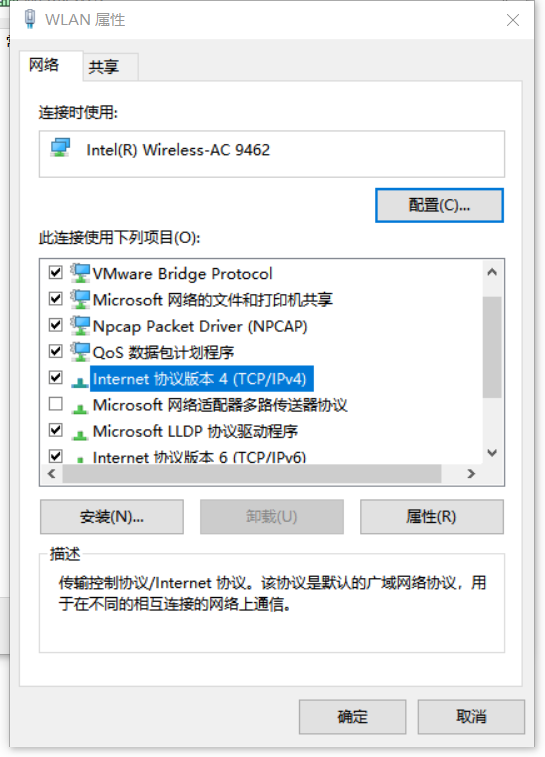 WLAN 属性
网络
共享
连接时使用:
Intel(R) Wireless-AC 9462
配置(C)...
此连接使用下列项目(O):
VMware Bridge Protocol
Microsoft 网络的文件和打印机共享
Npcap Packet Driver (NPCAP)
QoS 数据包计划程序
Internet 协议版本 4 (TCP/IPv4)
Microsoft 网络适配器多路传送器协议
Microsoft LLDP 协议驱动程序
Internet 协议版本 6 (TCP/IPv6)
安装(N)...
卸载(U)
属性(R)
描述
传输控制协议/Internet 协议。该协议是默认的广域网络协议，用
于在不同的相互连接的网络上通信。
确定
取消